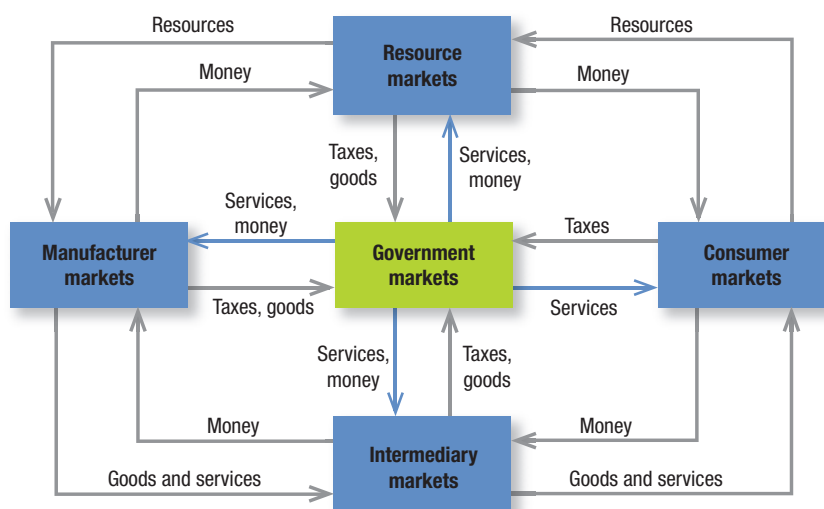 Resources
Resources
Resource
markets
Money
Money
Taxes,
goods
Services,
money
Services,
money
Taxes
Manufacturer
markets
Government
markets
Consumer
markets
Taxes, goods
Services
Services,
money
Taxes,
goods
Money
Money
Intermediary
markets
Goods and services
Goods and services